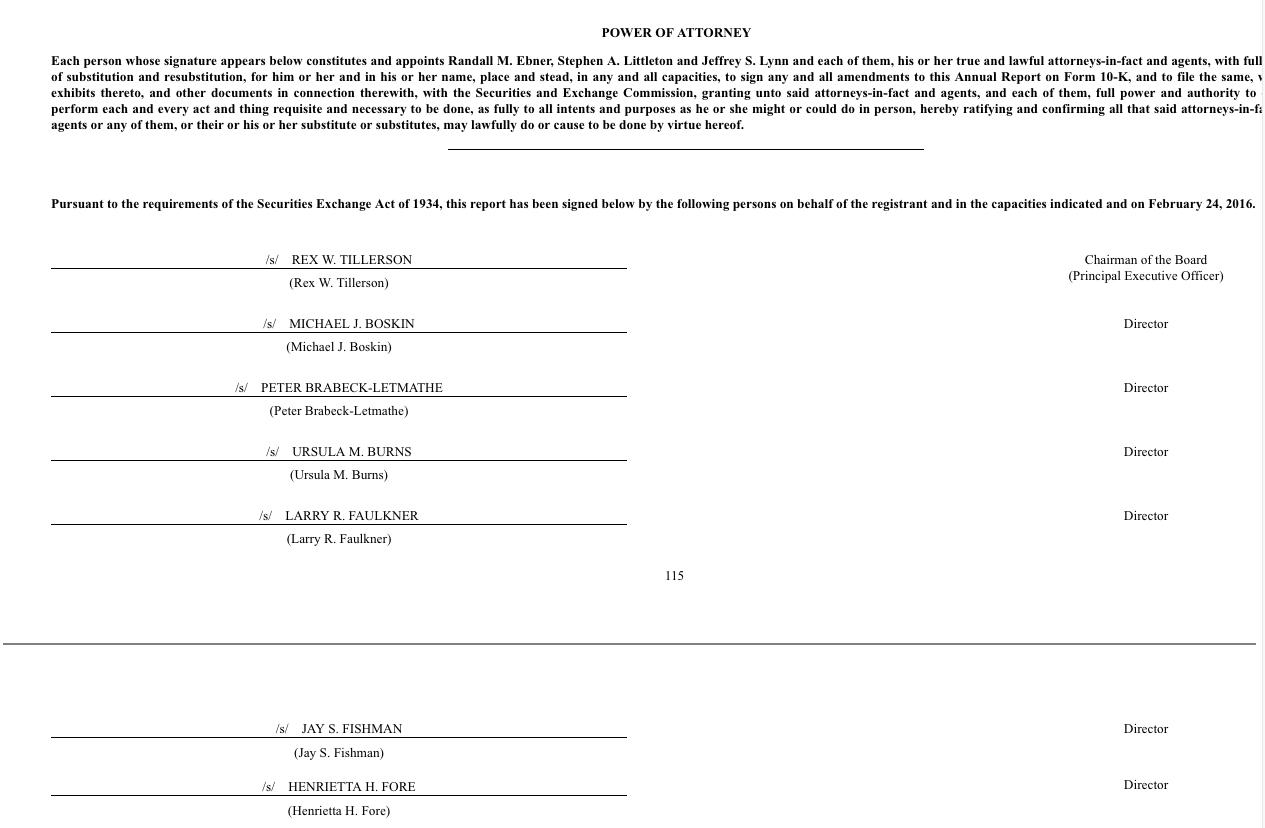 POWER OF ATTORNEY
Each person whose signature appears below constitutes and appoints Randall M. Ebner, Stephen A. Littleton and Jeffrey S. Lynn and each of them, his or her true and lawful attorneys-in-fact and agents, with full
of substitution and resubstitution, for him or her and in his or her name, place and stead, in any and all capacities, to sign any and all amendments to this Annual Report on Form 10-K, and to file the same,
exhibits thereto, and other documents in connection therewith, with the Securities and Exchange Commission, granting unto said attorneys-in-fact and agents, and each of them, full power and authority to
perform each and every act and thing requisite and necessary to be done, as fully to all intents and purposes as he or she might or could do in person, hereby ratifying and confirming all that said
agents or any of them, or their or his or her substitute or substitutes, may lawfully do or cause to be done by virtue hereof.
Pursuant to the requirements of the Securities Exchange Act of 1934, this report has been signed below by the following persons on behalf of the registrant and in the capacities indicated and on February 24, 2016.
/s/ REX W. TILLERSON Chairman of the Board
(Rex W. Tillerson) (Principal Executive Officer)
/s/ MICHAEL J. BOSKIN Director
(Michael J. Boskin)
/s/ PETER BRABECK-LETMATHE Director
(Peter Brabeck-Letmathe)
/s/ URSULA M. BURNS Director
(Ursula M. Burns)
/s/ LARRY R. FAULKNER Director
(Larry R. Faulkner)
115
/s/ JAY S. FISHMAN Director
(Jay S. Fishman)
/s/ HENRIETTA H. FORE Director
(Henrietta H. Fore)